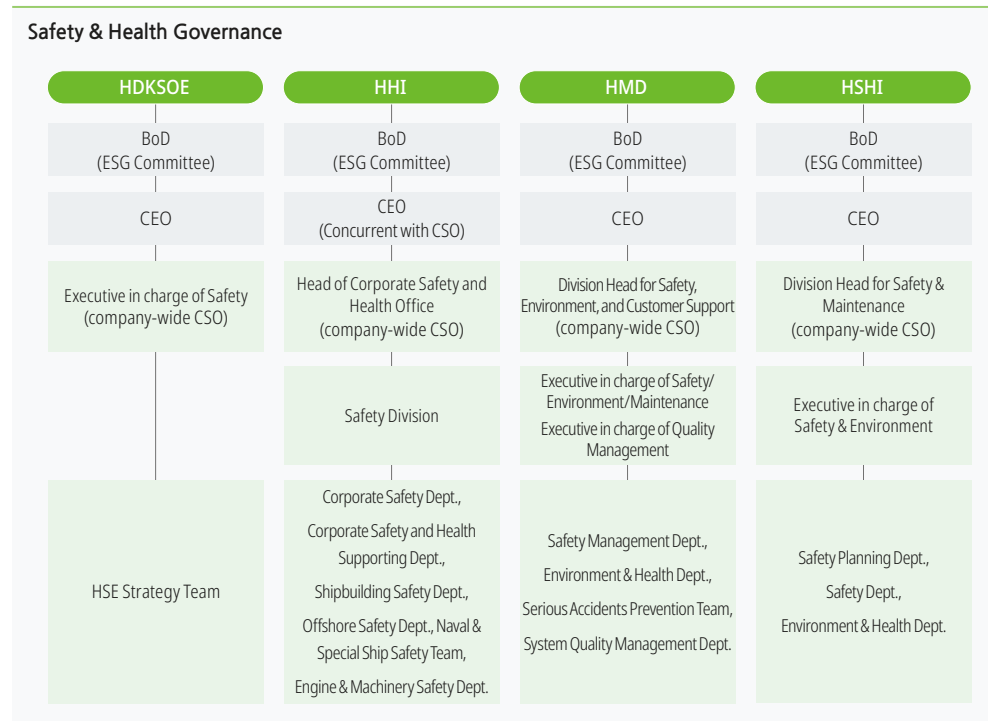 Safety & Health Governance
HDKSOE
BoD
(ESG Committee)
CEO
Executive in charge of Safety
(company-wide CSO)
HSE Strategy Team
HHI
BoD
(ESG Committee)
CEO
(Concurrent with CSO)
Head of Corporate Safety and
Health Office
(company-wide CSO)
Safety Division
Corporate Safety Dept.,
Corporate Safety and Health
Supporting Dept.,
Shipbuilding Safety Dept.,
Offshore Safety Dept., Naval &
Special Ship Safety Team,
Engine & Machinery Safety Dept.
HMD
BoD
(ESG Committee)
CEO
Division Head for Safety,
Environment, and Customer Support
(company-wide CSO)
Executive in charge of Safety/
Environment/Maintenance
Executive in charge of Quality
Management
Safety Management Dept.,
Environment & Health Dept.,
Serious Accidents Prevention Team,
System Quality Management Dept.
HSHI
BoD
(ESG Committee)
CEO
Division Head for Safety &
Maintenance
(company-wide CSO)
Executive in charge of
Safety & Environment
Safety Planning Dept.,
Safety Dept.,
Environment & Health Dept.